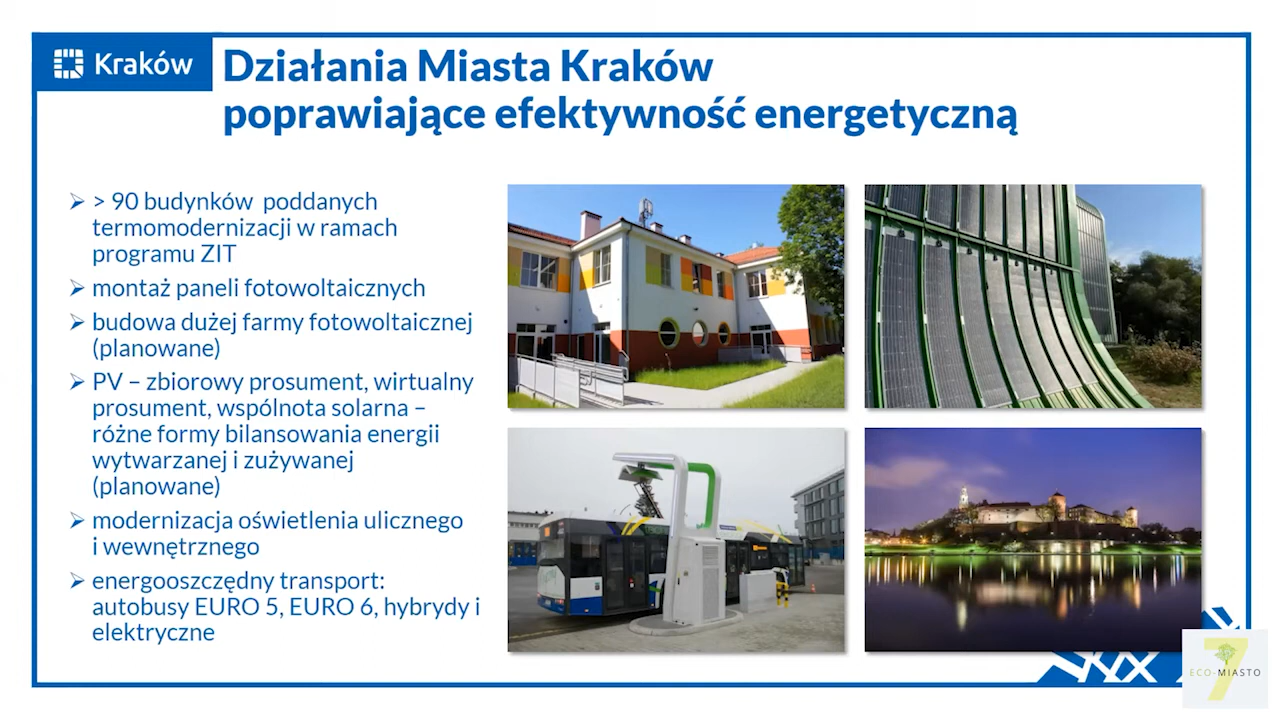 Kraków
Działania Miasta Kraków
poprawiające efektywność energetyczną
> 90 budynków poddanych
termomodernizacji w ramach
programu ZIT
montaż paneli fotowoltaicznych
budowa dużej farmy fotowoltaicznej
(planowane)
PV – zbiorowy prosument, wirtualny
prosument, wspólnota solarna –
różne formy bilansowania energii
wytwarzanej i zużywanej
(planowane)
modernizacja oświetlenia ulicznego
i wewnętrznego
energooszczędny transport:
autobusy EURO 5, EURO 6, hybrydy i
elektryczne
7
ECO-MIASTO